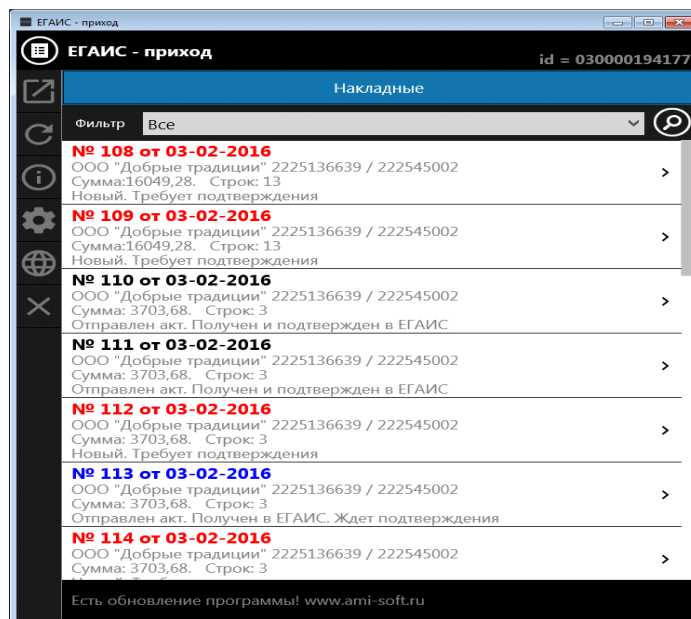 ЕГАИС - приход
ЕГАИС - приход
id = 030000194177
Накладные
Фильтр Все
№ 108 от 03-02-2016
ООО "Добрые традиции" 2225136639 / 222545002
Сумма:16049,28. Строк: 13
Новый. Требует подтверждения
№ 109 от 03-02-2016
ООО "Добрые традиции" 2225136639 / 222545002
Сумма:16049,28. Строк: 13
Новый. Требует подтверждения
№ 110 от 03-02-2016
ООО "Добрые традиции" 2225136639 / 222545002
Сумма: 3703,68. Строк: 3
Отправлен акт. Получен и подтвержден в ЕГАИС
№ 111 от 03-02-2016
ООО "Добрые традиции" 2225136639 / 222545002
Сумма: 3703,68. Строк: 3
Отправлен акт. Получен и подтвержден в ЕГАИС
№ 112 от 03-02-2016
ООО "Добрые традиции" 2225136639 / 222545002
Сумма: 3703,68. Строк: 3
Новый. Требует подтверждения
№ 113 от 03-02-2016
ООО "Добрые традиции" 2225136639 / 222545002
Сумма: 3703,68. Строк: 3
Отправлен акт. Получен в ЕГАИС. Ждет подтверждения
№ 114 от 03-02-2016
ООО "Добрые традиции" 2225136639 / 222545002
Сумма: 3703,68. Строк: 3
Есть обновление программы! www.ami-soft.ru